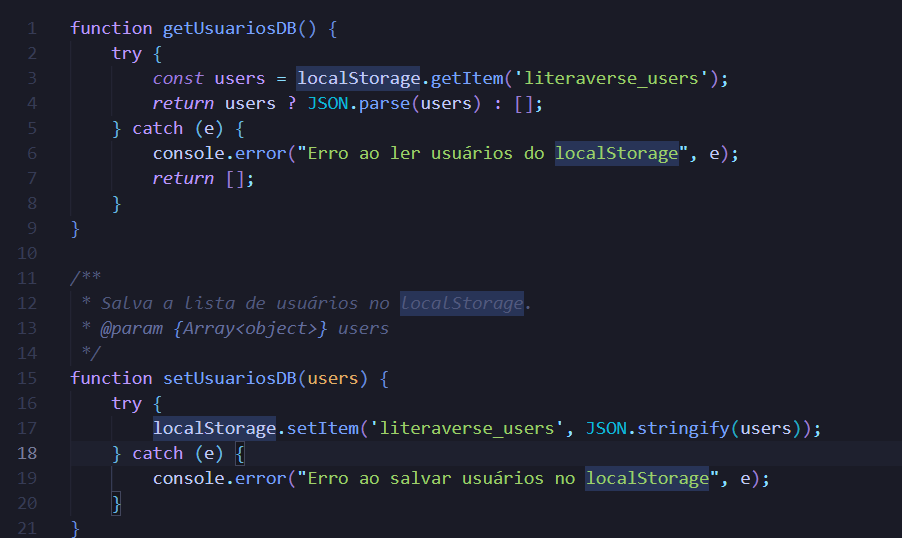 1 function getUsuariosDB() {
2 try {
3 const users = localStorage.getItem('literaverse_users');
4 return users ? JSON.parse(users) : [];
5 } catch (e) {
6 console.error("Erro ao ler usuários do localStorage", e);
7 return [];
8 }
9 }
10
11 /**
12 * Salva a lista de usuários no localStorage.
13 * @param {Array<object>} users
14 */
15 function setUsuariosDB(users) {
16 try {
17 localStorage.setItem('literaverse_users', JSON.stringify(users));
18 } catch (e) {
19 console.error("Erro ao salvar usuários no localStorage", e);
20 }
21 }